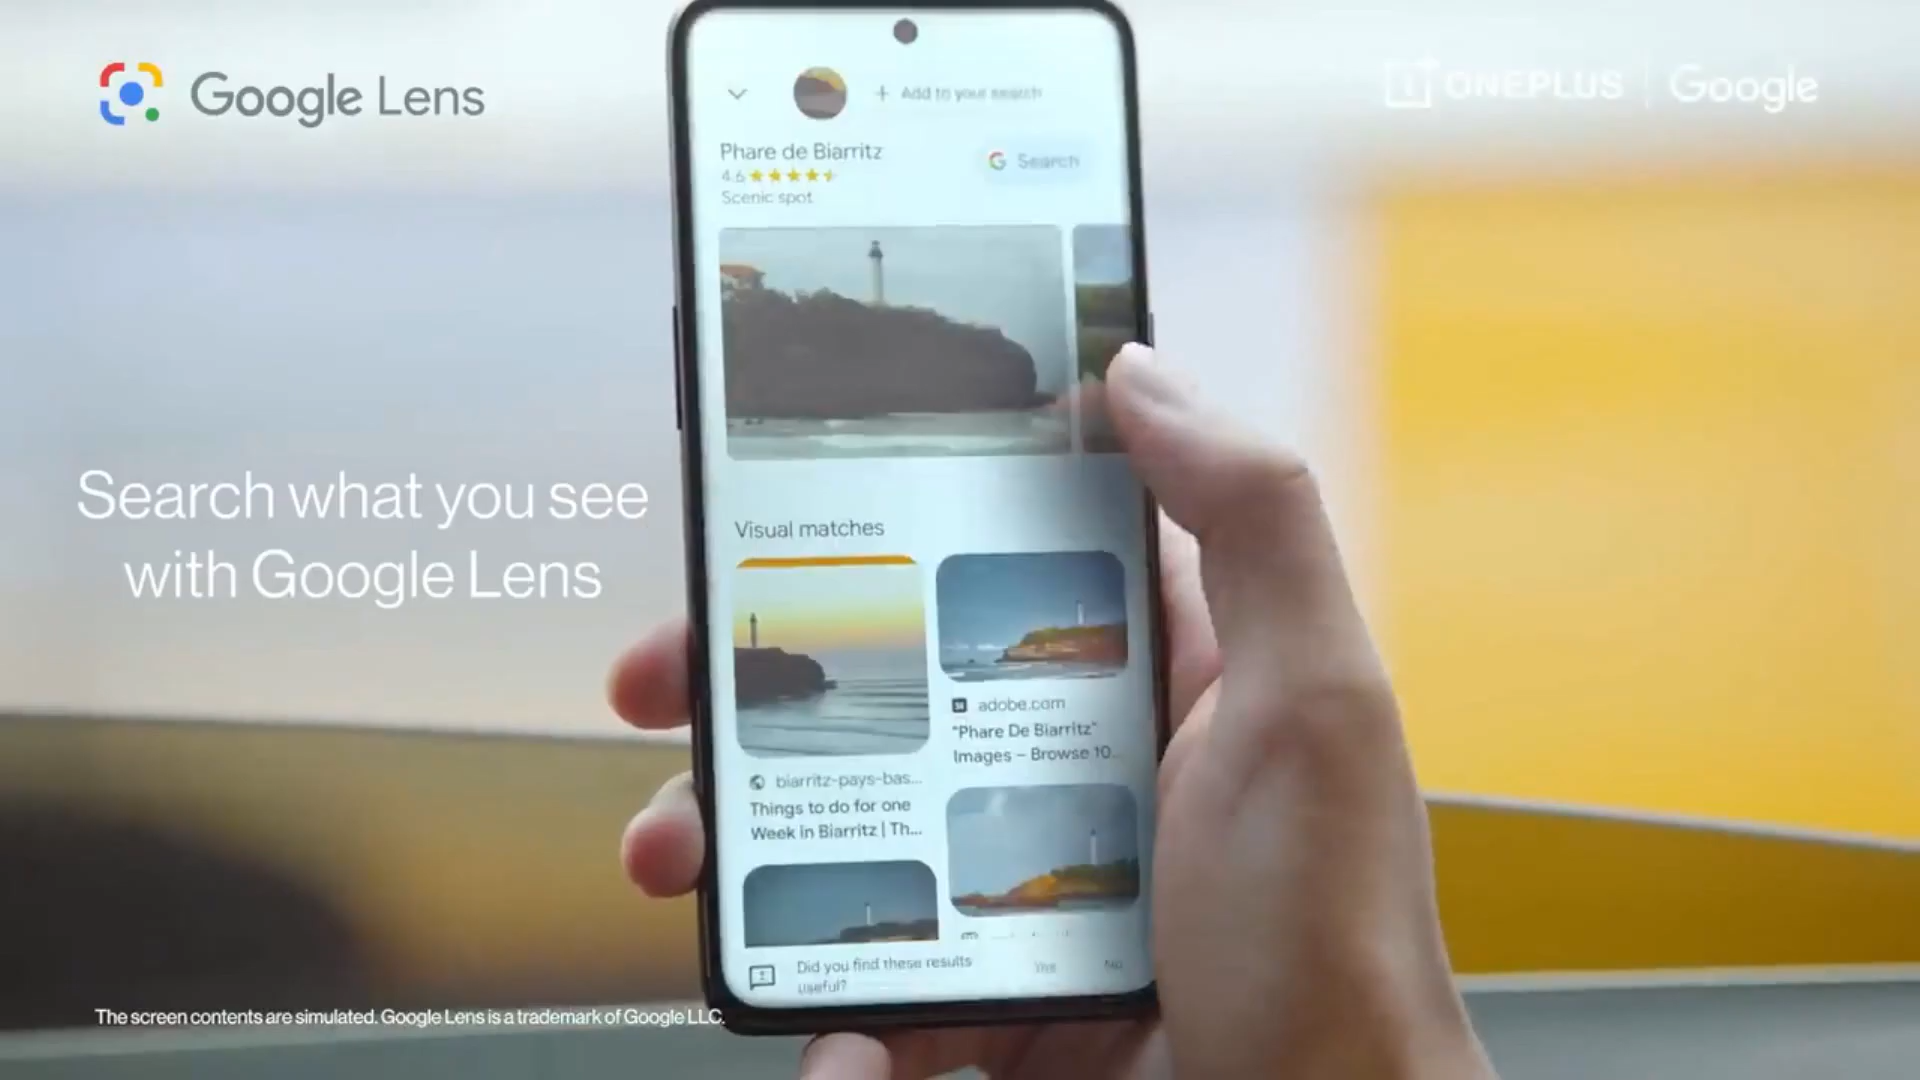 Google Lens
ONEPLUS | Google
+ Add to your search
Phare de Biarritz
4.6
Scenic spot
Search
Search what you see
with Google Lens
Visual matches
adobe.com
"Phare De Biarritz"
Images – Browse 10...
biarritz-pays-bas...
Things to do for one
Week in Biarritz | Th...
Did you find these results
useful?
Yes
No
The screen contents are simulated. Google Lens is a trademark of Google LLC.